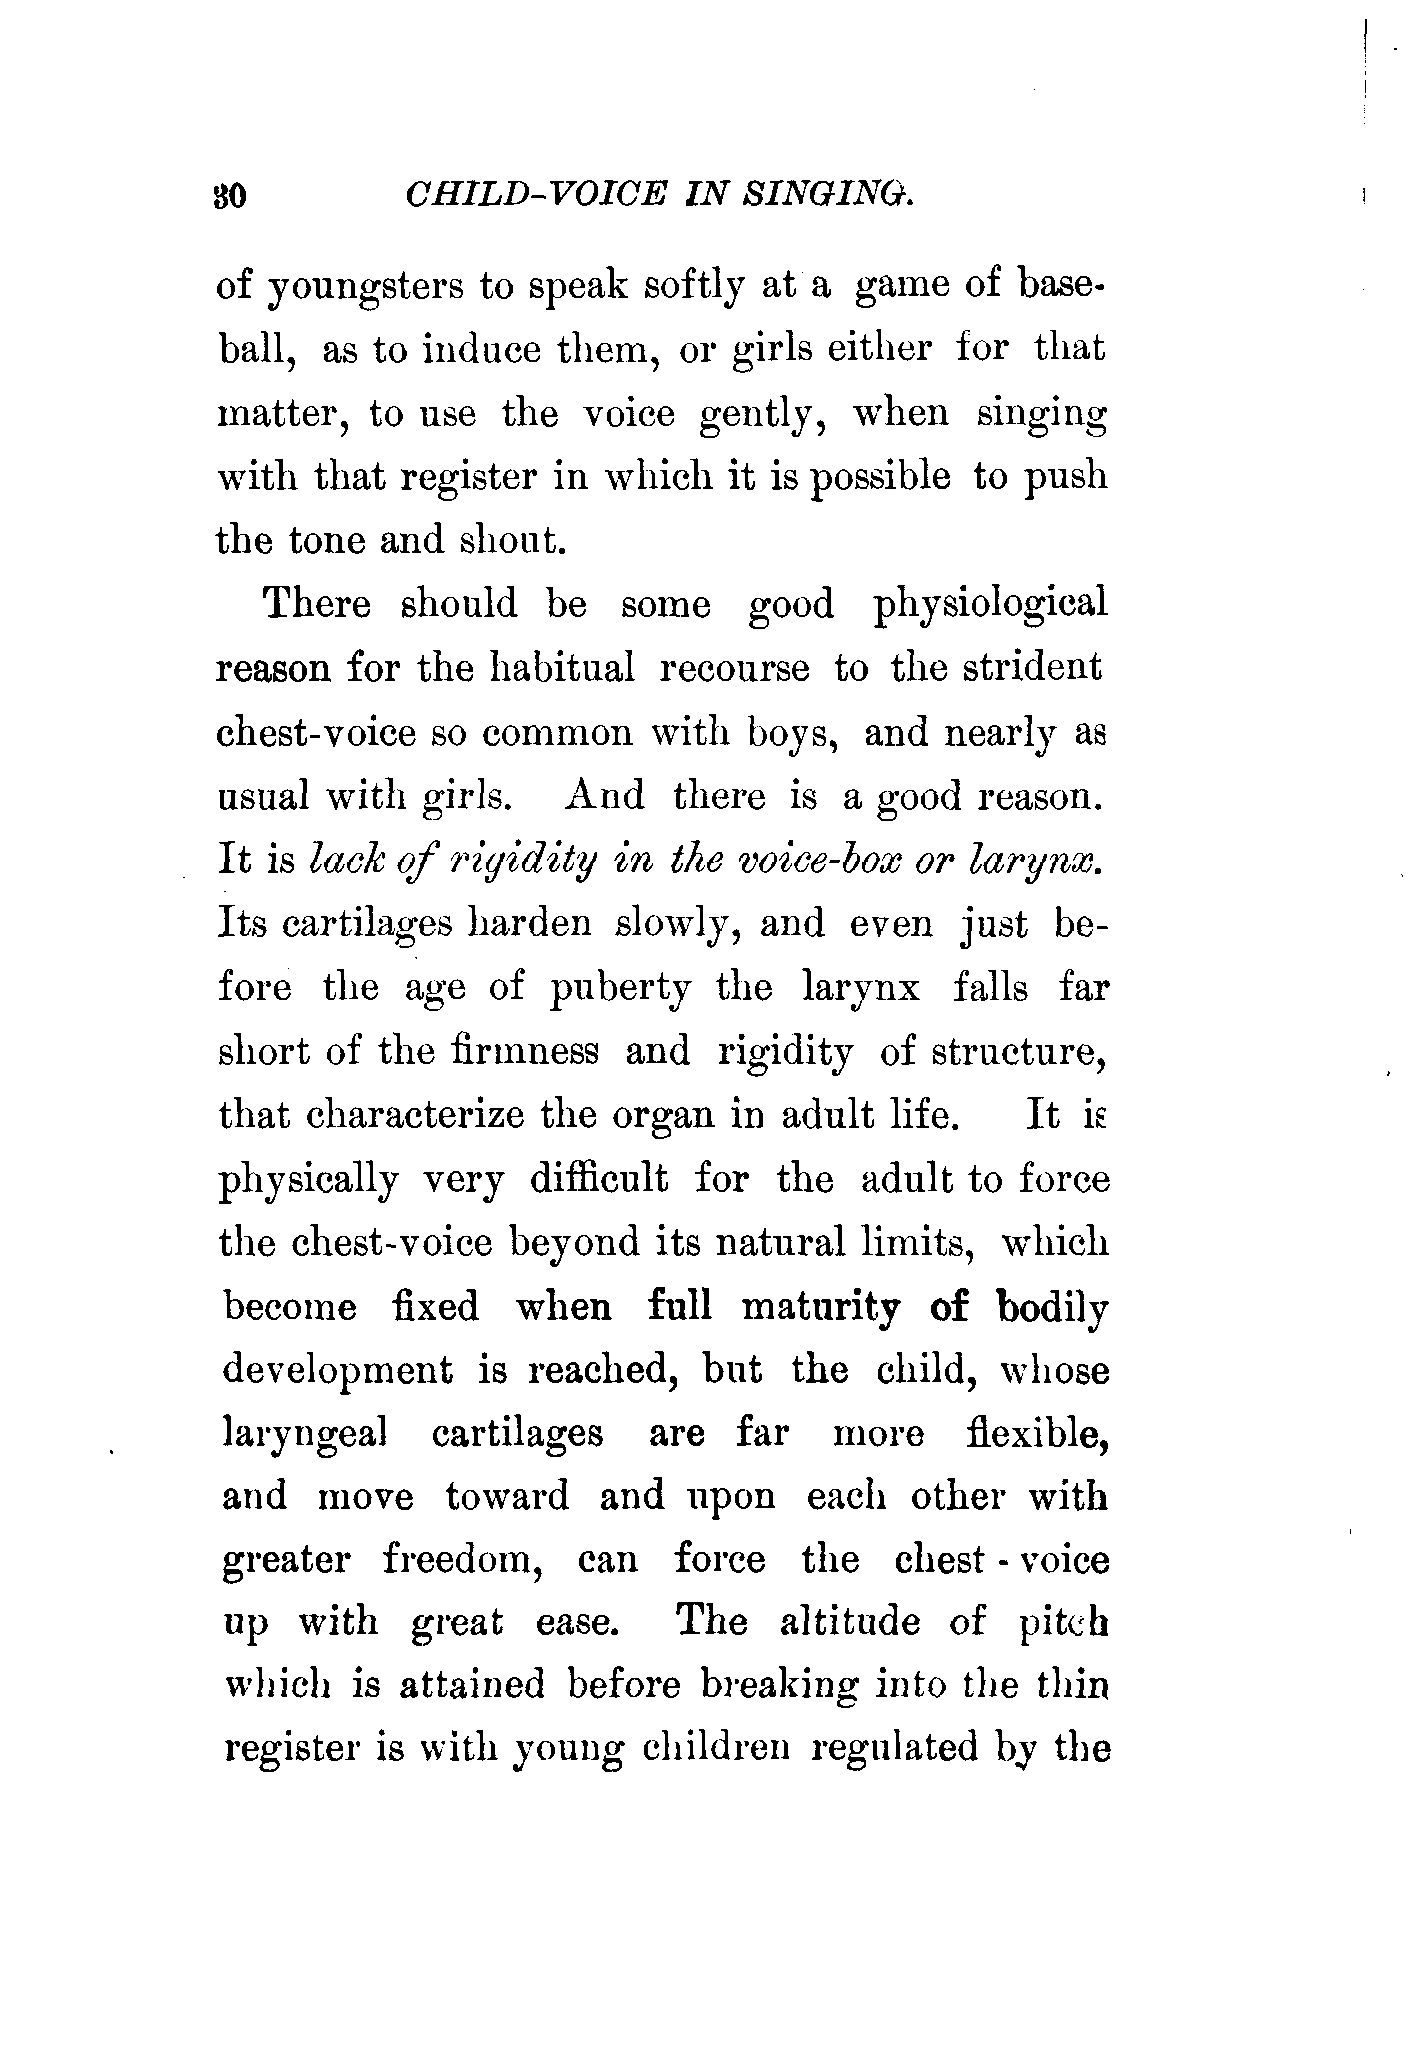 30 CHILD-VOICE IN SINGING.
of youngsters to speak softly at a game of base-
ball, as to induce them, or girls either for that
matter, to use the voice gently, when singing
with that register in which it is possible to push
the tone and shout.
There should be some good physiological
reason for the habitual recourse to the strident
chest-voice so common with boys, and nearly as
usual with girls. And there is a good reason.
It is lack of rigidity in the voice-box or larynx.
Its cartilages harden slowly, and even just be-
fore the age of puberty the larynx falls far
short of the firmness and rigidity of structure,
that characterize the organ in adult life. It is
physically very difficult for the adult to force
the chest-voice beyond its natural limits, which
become fixed when full maturity of bodily
development is reached, but the child, whose
laryngeal cartilages are far more flexible,
and move toward and upon each other with
greater freedom, can force the chest - voice
up with great ease. The altitude of pitch
which is attained before breaking into the thin
register is with young children regulated by the